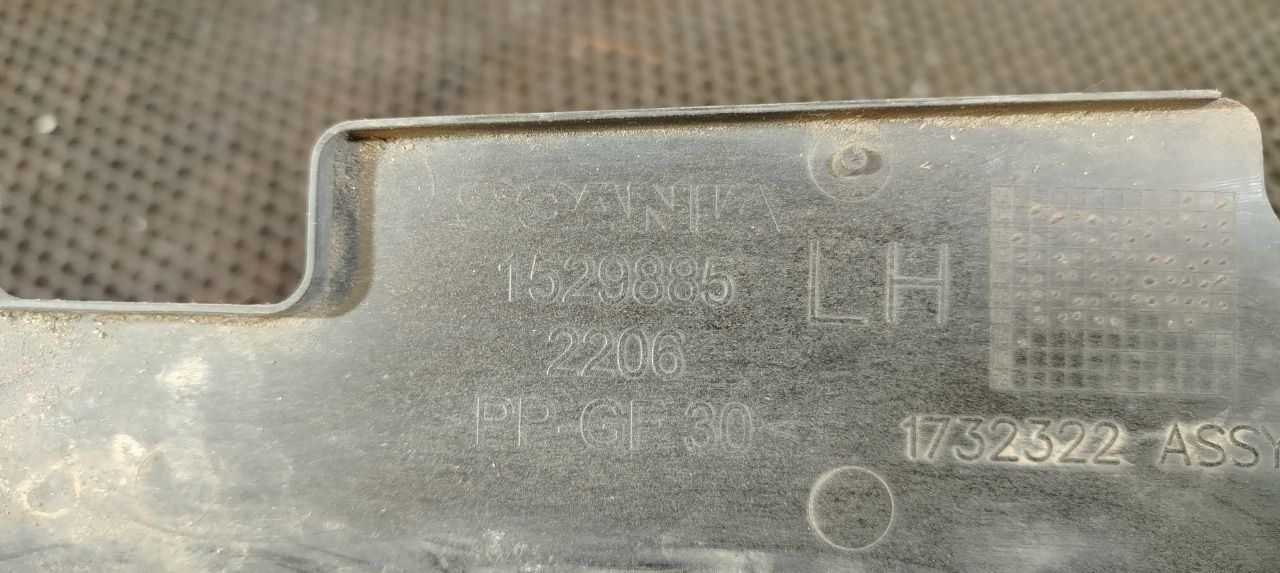 SCANIA
1529885
LH
2206
>PP-GF 30<
1732322 ASSY